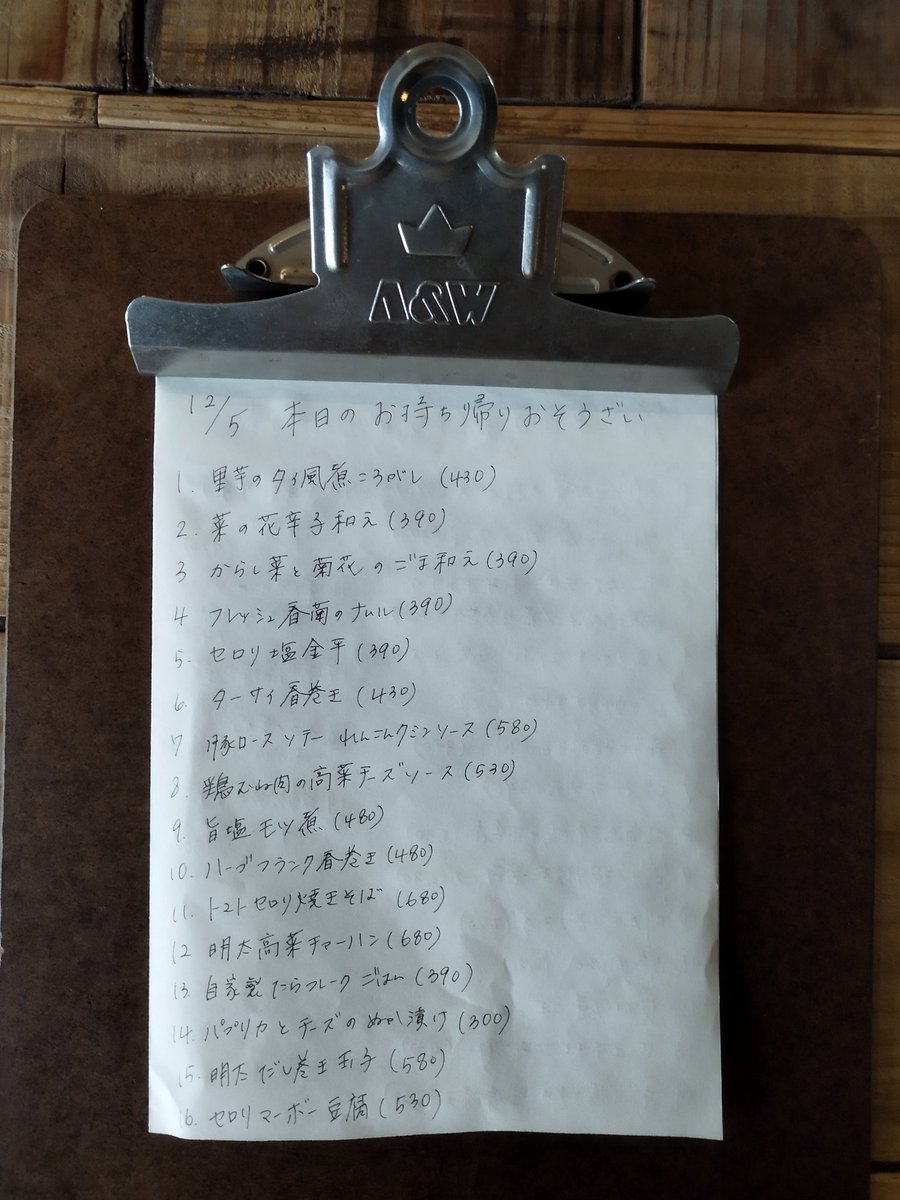 A&W
12/5 本日のお持ち帰りおそうざい
1. 里芋のタイ風煮ころがし (430)
2. 菜の花辛子和え (390)
3 からし菜と菊花のごま和え (390)
4 フレッシュ春菊のナムル (390)
5. セロリ塩金平 (390)
6. ターサイ春巻き (430)
7 豚ロースソテー れんこんクミンソース (580)
8. 鶏むね肉の高菜チーズソース (530)
9. 旨塩モツ煮 (480)
10. ハーブフランク春巻き (480)
11. トマトセロリ焼きそば (680)
12 明太高菜チャーハン (680)
13. 自家製たらフレークごはん (390)
14. パプリカとチーズのぬか漬け (300)
15. 明太だし巻き玉子 (580)
16. セロリマーボー豆腐 (530)